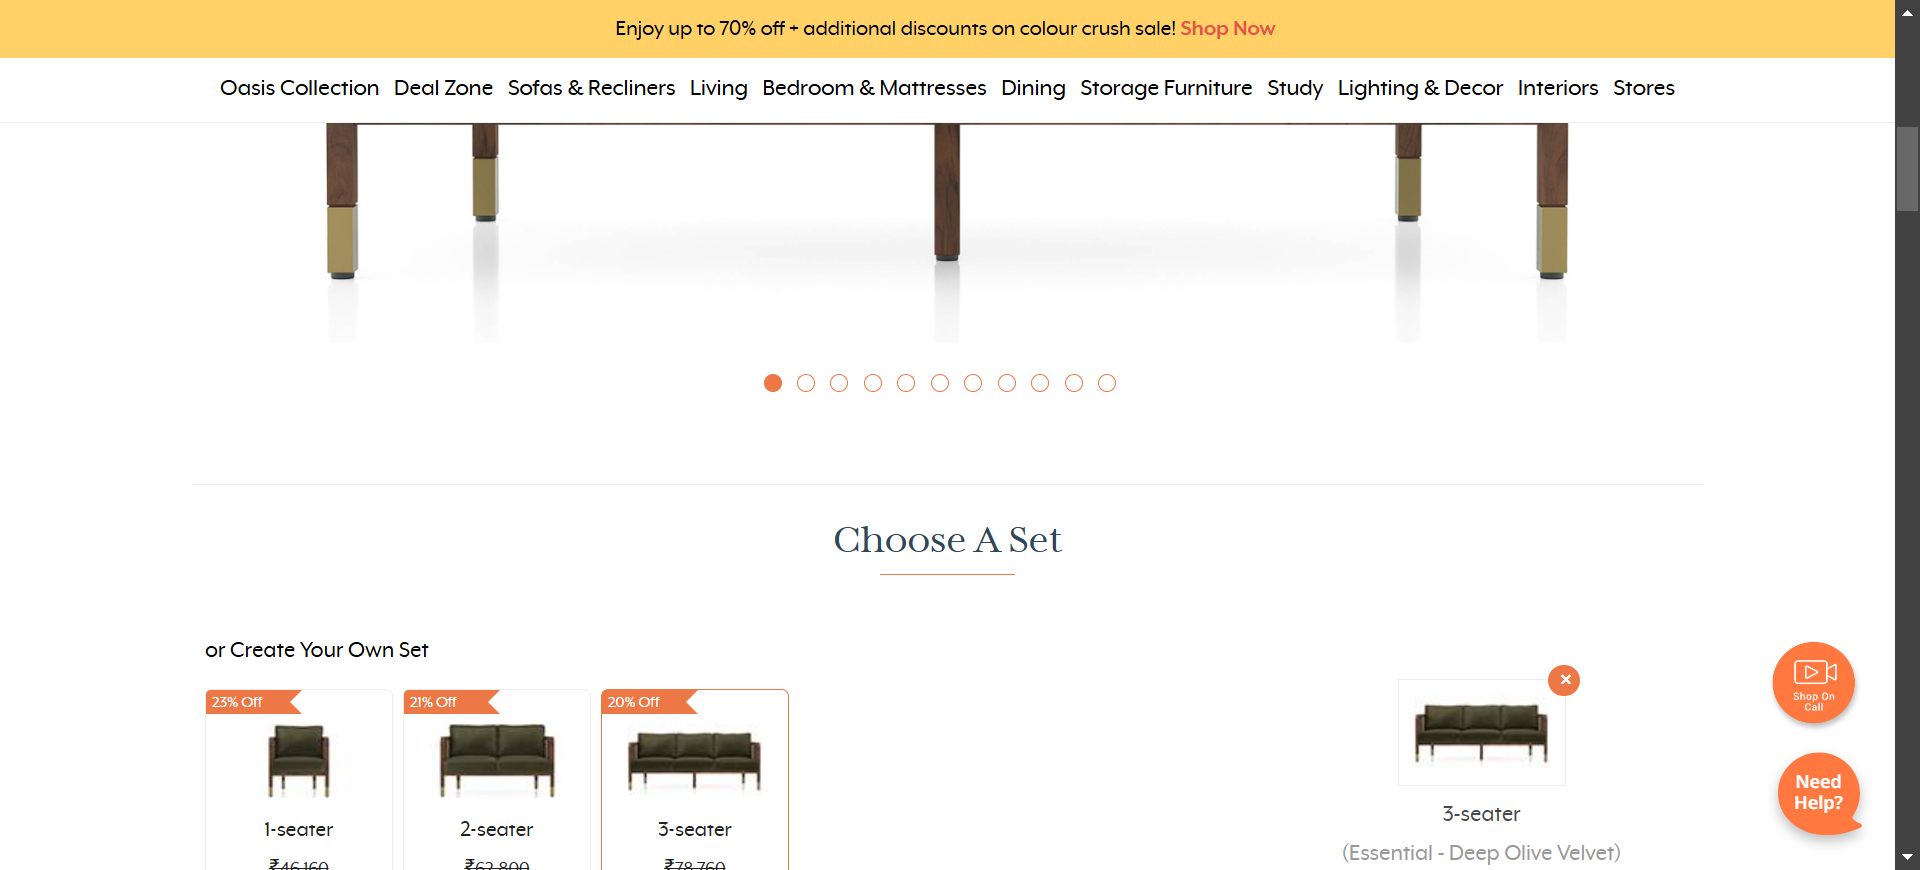 Enjoy up to 70% off + additional discounts on colour crush sale! Shop Now
Oasis Collection Deal Zone Sofas & Recliners Living Bedroom & Mattresses Dining Storage Furniture Study Lighting & Decor Interiors Stores
Choose A Set
or Create Your Own Set
23% Off
21% Off
20% Off
1-seater
2-seater
3-seater
₹46,160
₹62,800
₹78,760
3-seater
(Essential - Deep Olive Velvet)
Shop On
Call
Need
Help?